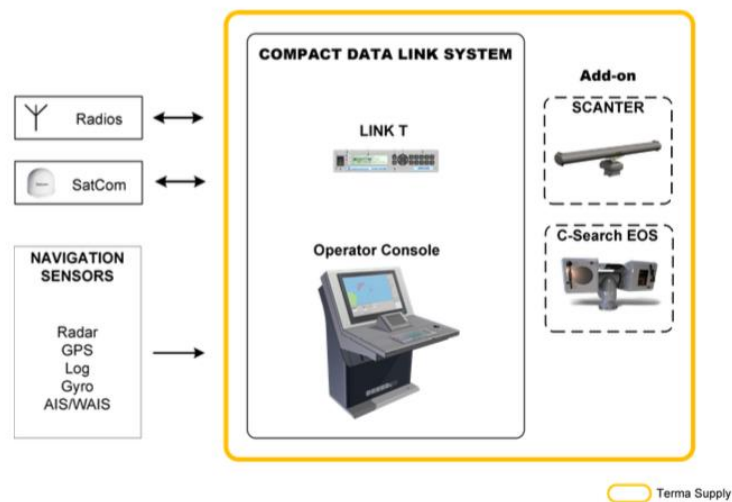 COMPACT DATA LINK SYSTEM
Add-on
SCANTER
Radios
LINK T
SatCom
C-Search EOS
NAVIGATION
SENSORS
Operator Console
Radar
GPS
Log
Gyro
AIS/WAIS
Terma Supply